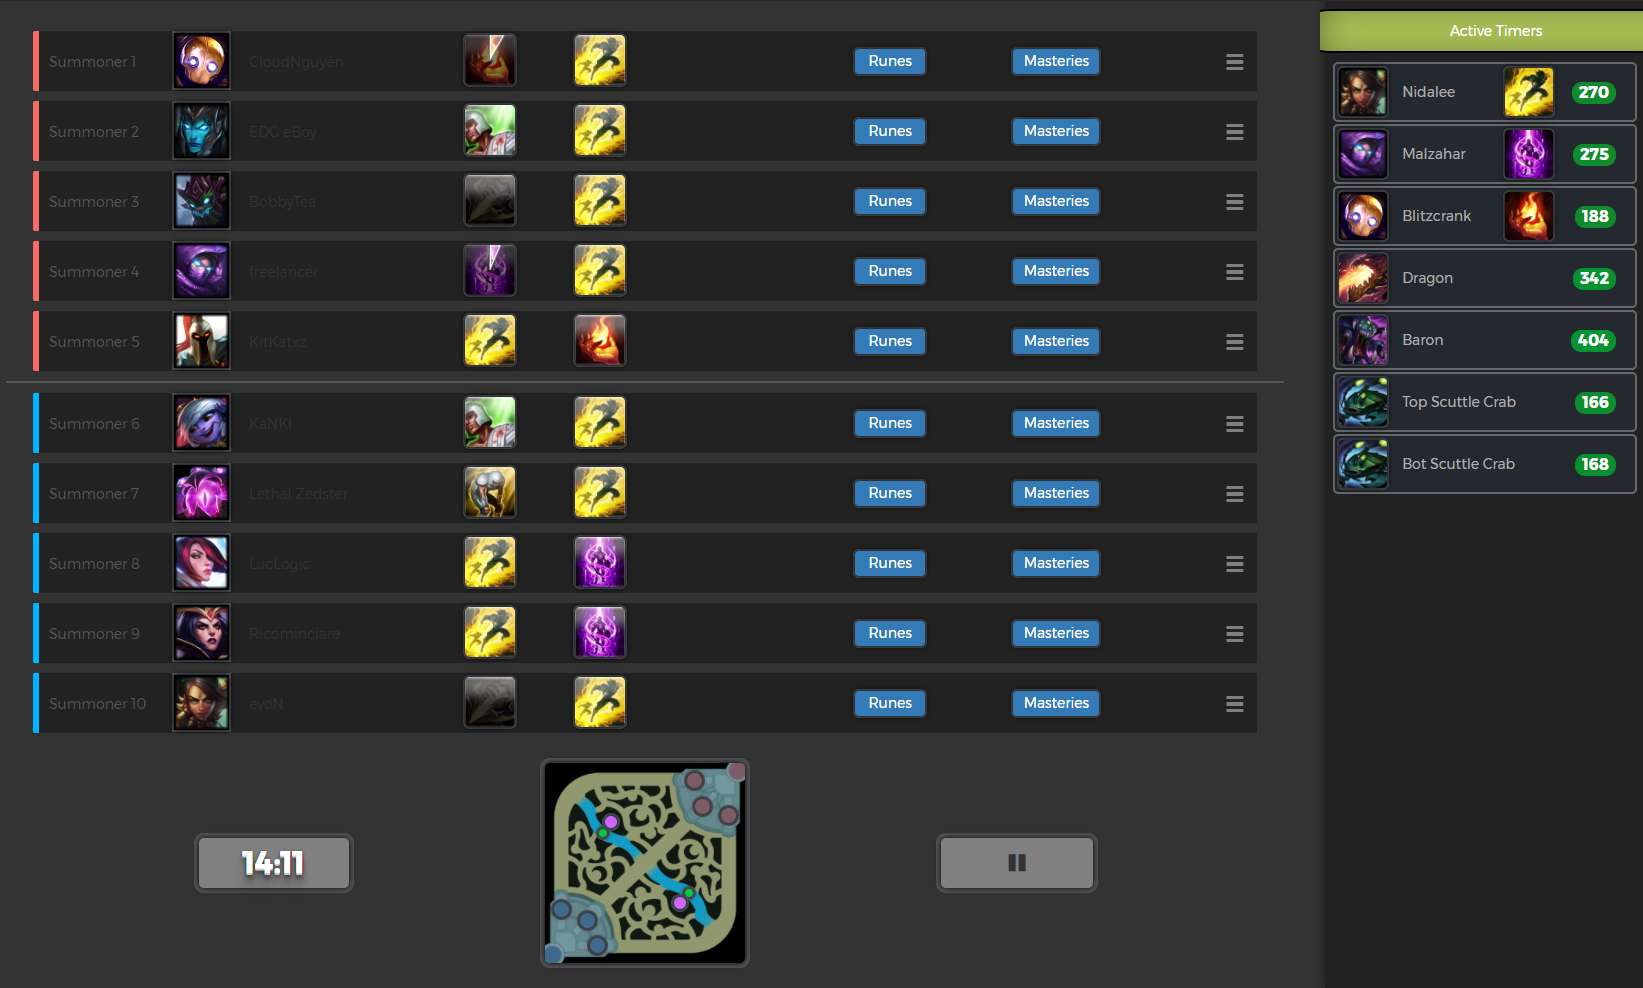 Active Timers
Summoner 1 CloudNguyén Runes Masteries
Summoner 2 EDG eBoy Runes Masteries
Summoner 3 BobbyTea Runes Masteries
Summoner 4 freelancer Runes Masteries
Summoner 5 KitKatxz Runes Masteries
Summoner 6 KaNKl Runes Masteries
Summoner 7 Lethal Zedster Runes Masteries
Summoner 8 LucLogic Runes Masteries
Summoner 9 Ricominciare Runes Masteries
Summoner 10 evøN Runes Masteries
14:11
Nidalee 270
Malzahar 275
Blitzcrank 188
Dragon 342
Baron 404
Top Scuttle Crab 166
Bot Scuttle Crab 168